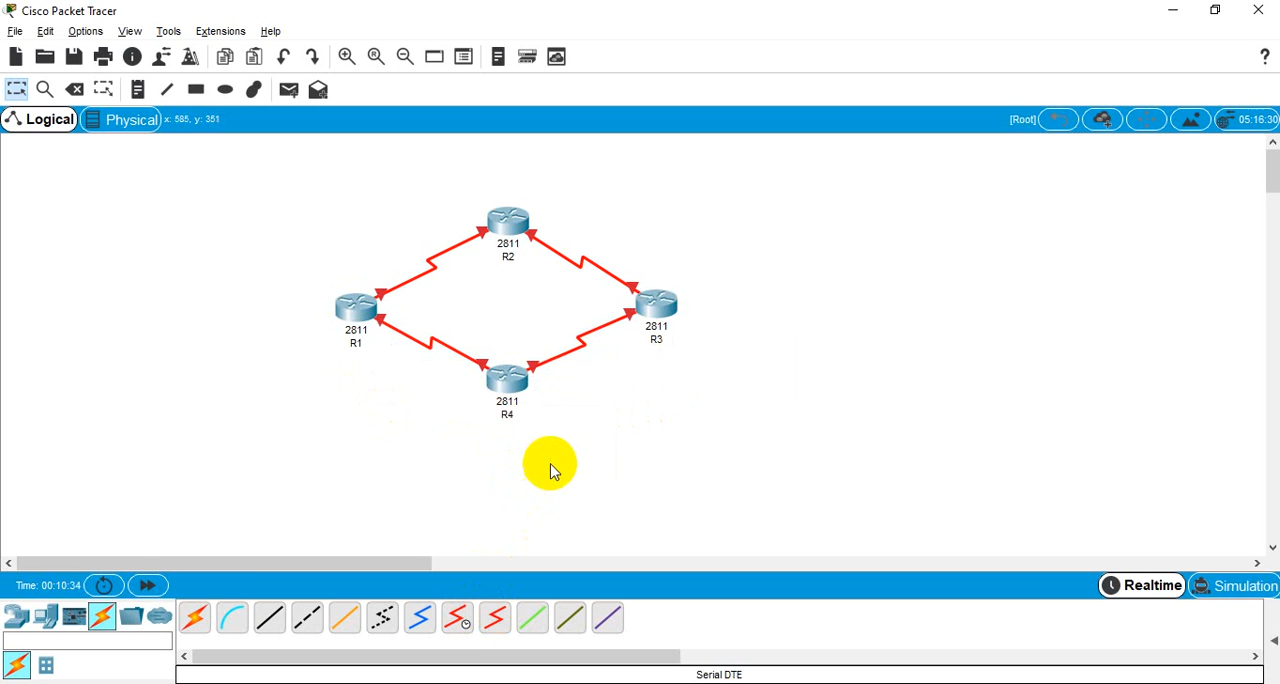 Cisco Packet Tracer
File Edit Options View Tools Extensions Help
?
Logical Physical x: 585, y: 351 [Root] 05:16:30
2811
R2
2811
R1
2811
R3
2811
R4
Time: 00:10:34 Realtime Simulation
Serial DTE